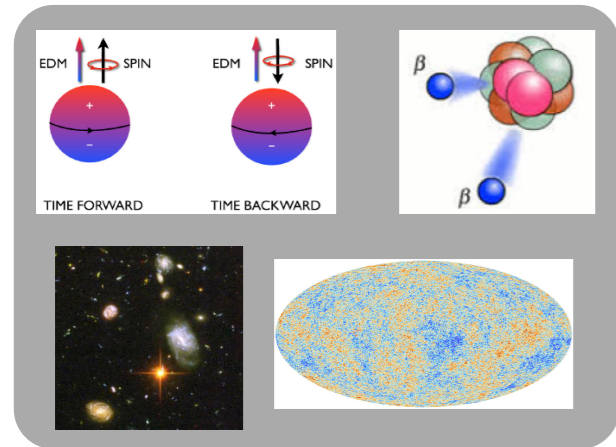 EDM SPIN EDM SPIN
+ +
− −
TIME FORWARD TIME BACKWARD
β
β